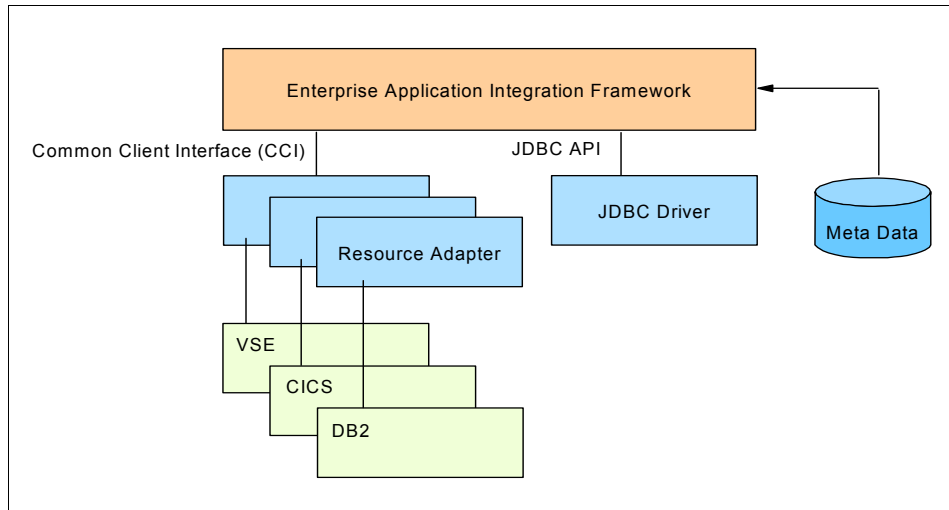 Enterprise Application Integration Framework
Common Client Interface (CCI)
JDBC API
Resource Adapter
JDBC Driver
Meta Data
VSE
CICS
DB2